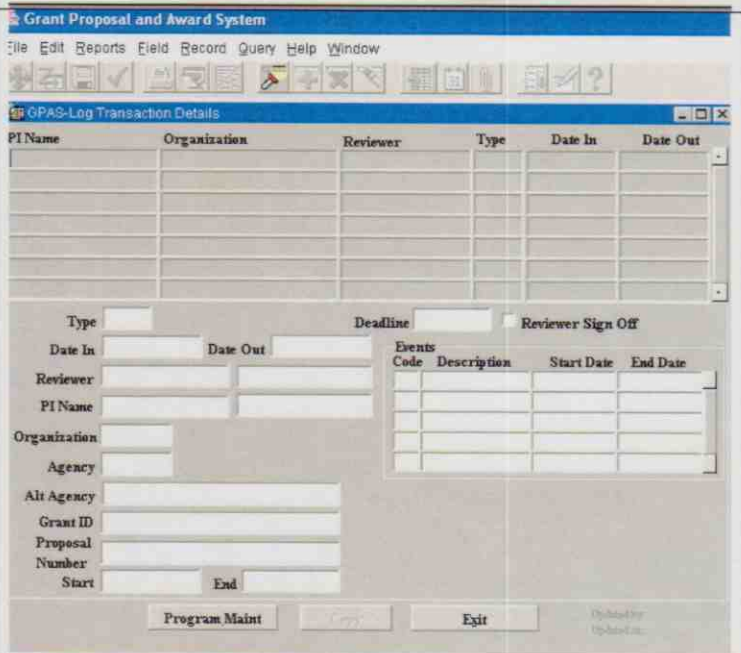 Grant Proposal and Award System
File Edit Reports Field Record Query Help Window
GPAS-Log Transaction Details
PI Name Organization Reviewer Type Date In Date Out
Type Deadline Reviewer Sign Off
Date In Date Out Events
Code Description Start Date End Date
Reviewer
PI Name
Organization
Agency
Alt Agency
Grant ID
Proposal
Number
Start End
Program Maint Exit
Updated by: